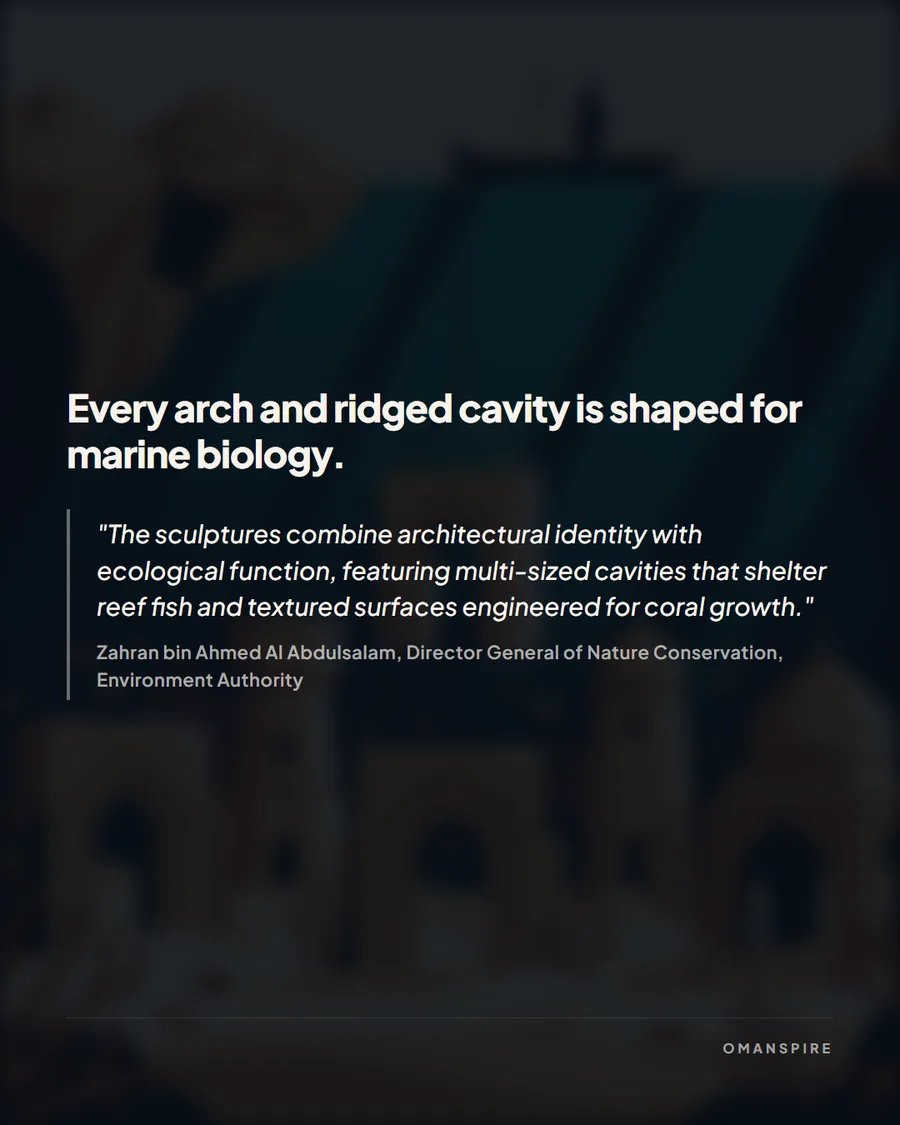 Every arch and ridged cavity is shaped for
marine biology.
"The sculptures combine architectural identity with
ecological function, featuring multi-sized cavities that shelter
reef fish and textured surfaces engineered for coral growth."
Zahran bin Ahmed Al Abdulsalam, Director General of Nature Conservation,
Environment Authority
OMANSPIRE